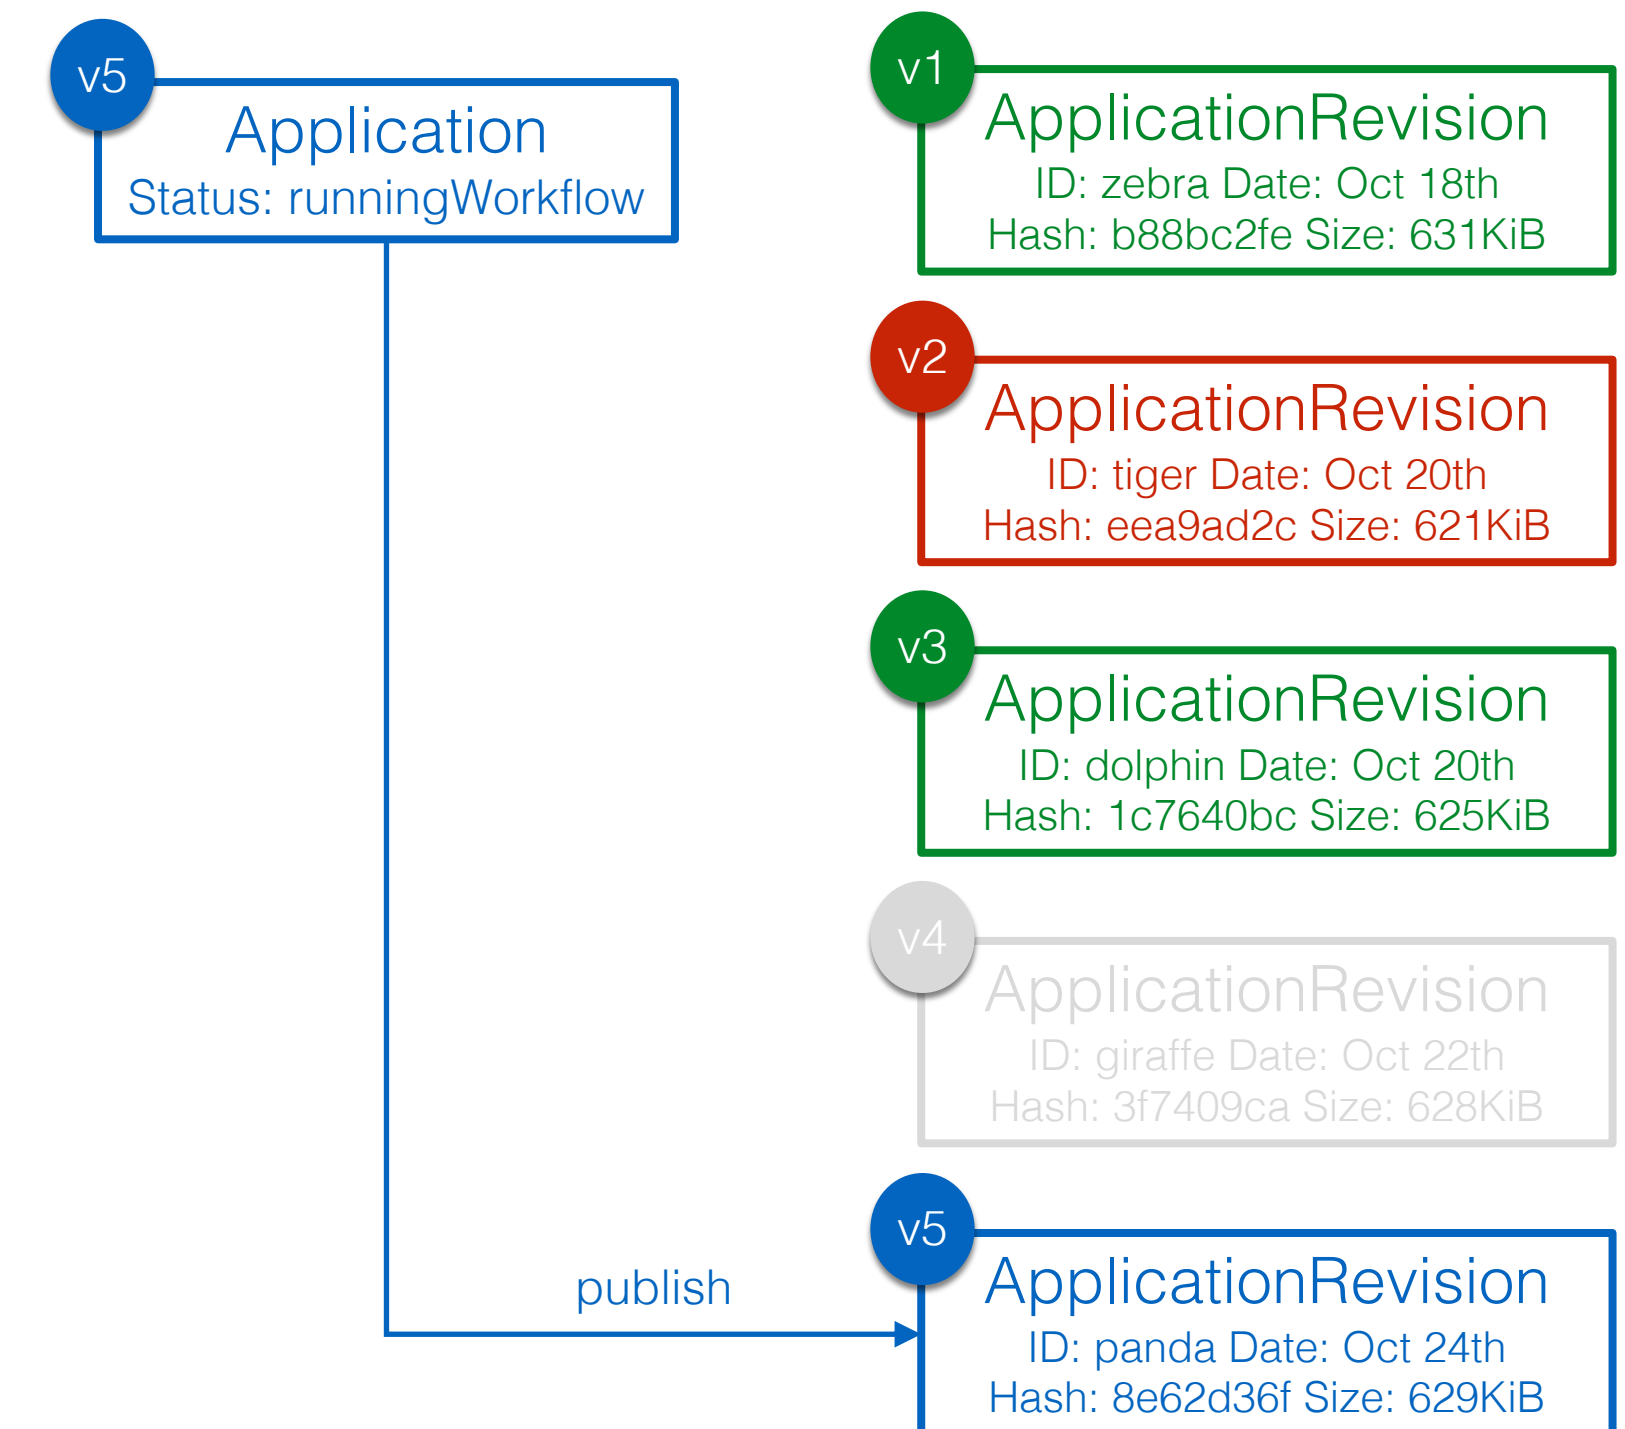 v5
Application
Status: runningWorkflow
v1
ApplicationRevision
ID: zebra Date: Oct 18th
Hash: b88bc2fe Size: 631KiB
v2
ApplicationRevision
ID: tiger Date: Oct 20th
Hash: eea9ad2c Size: 621KiB
v3
ApplicationRevision
ID: dolphin Date: Oct 20th
Hash: 1c7640bc Size: 625KiB
v4
ApplicationRevision
ID: giraffe Date: Oct 22th
Hash: 3f7409ca Size: 628KiB
publish
v5
ApplicationRevision
ID: panda Date: Oct 24th
Hash: 8e62d36f Size: 629KiB